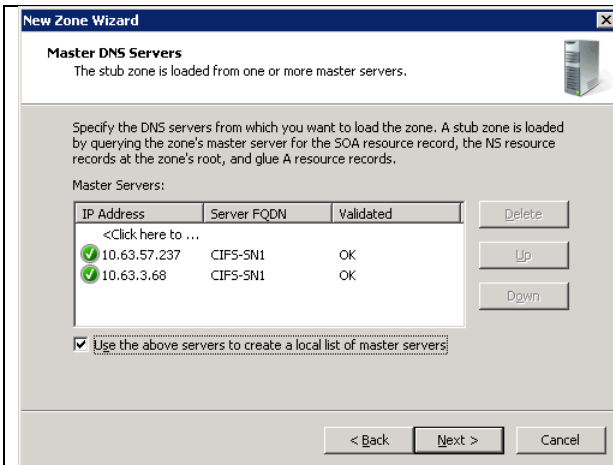 New Zone Wizard
Master DNS Servers
The stub zone is loaded from one or more master servers.
Specify the DNS servers from which you want to load the zone. A stub zone is loaded
by querying the zone's master server for the SOA resource record, the NS resource
records at the zone's root, and glue A resource records.
Master Servers:
IP Address Server FQDN Validated
<Click here to ...
10.63.57.237 CIFS-SN1 OK
10.63.3.68 CIFS-SN1 OK
Delete
Up
Down
Use the above servers to create a local list of master servers
< Back Next > Cancel